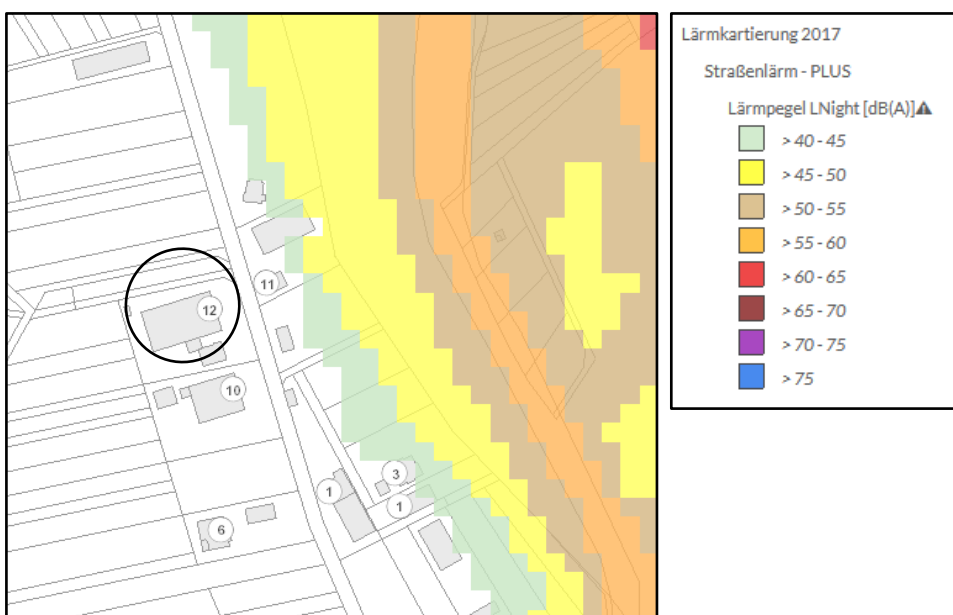 11
12
10
3
1
1
6
Lärmkartierung 2017
Straßenlärm - PLUS
Lärmpegel LNight [dB(A)]
> 40 - 45
> 45 - 50
> 50 - 55
> 55 - 60
> 60 - 65
> 65 - 70
> 70 - 75
> 75